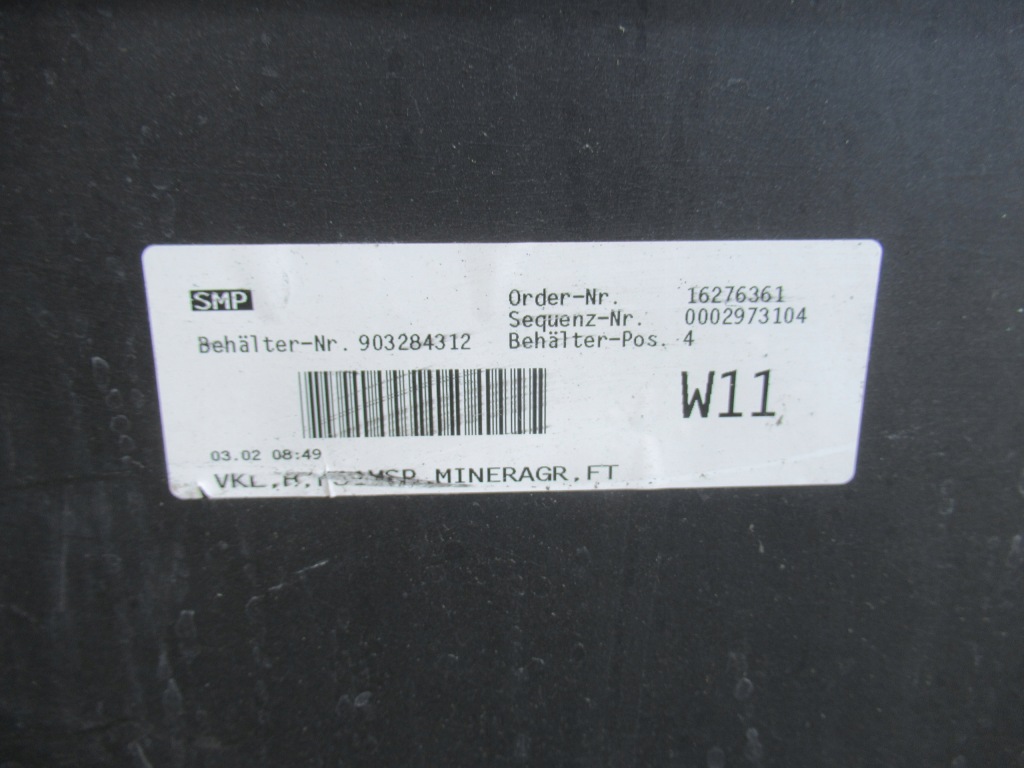 SMP
Order-Nr. 16276361
Sequenz-Nr. 0002973104
Behälter-Nr. 903284312 Behälter-Pos. 4
W11
03.02 08:49
MINERAGR.FT